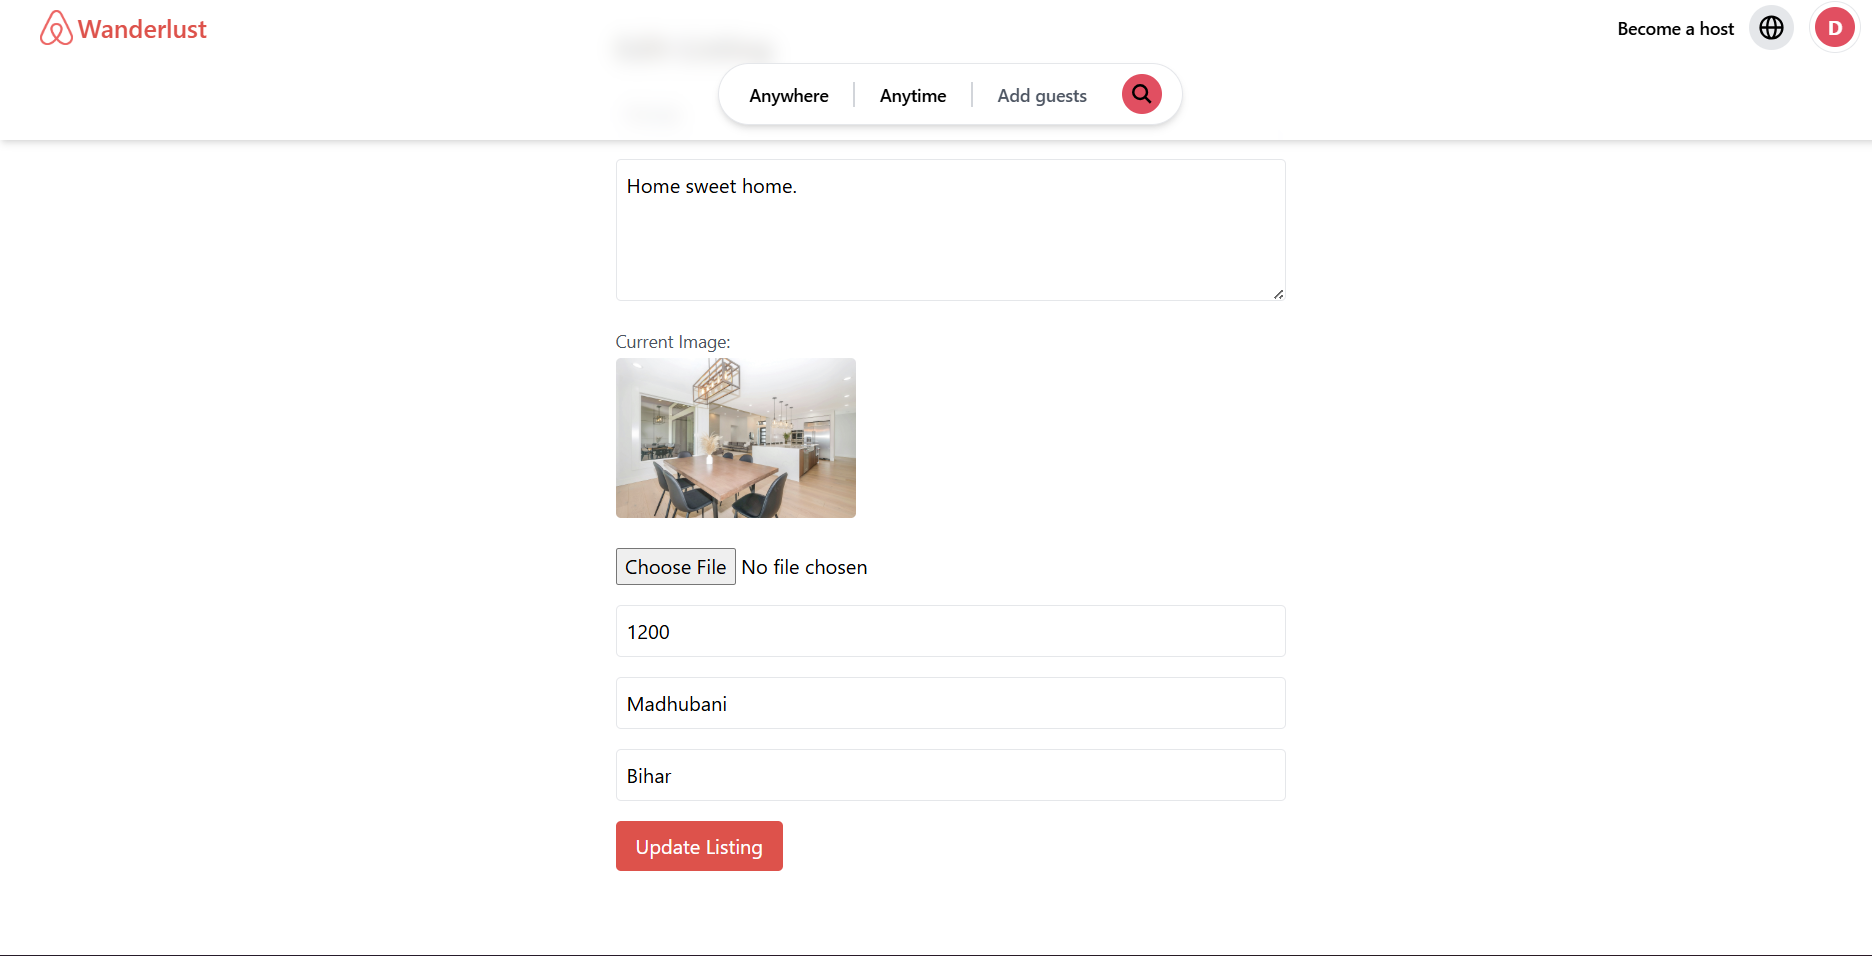 Wanderlust
Become a host
D
Anywhere
Anytime
Add guests
Home sweet home.
Current Image:
Choose File No file chosen
1200
Madhubani
Bihar
Update Listing